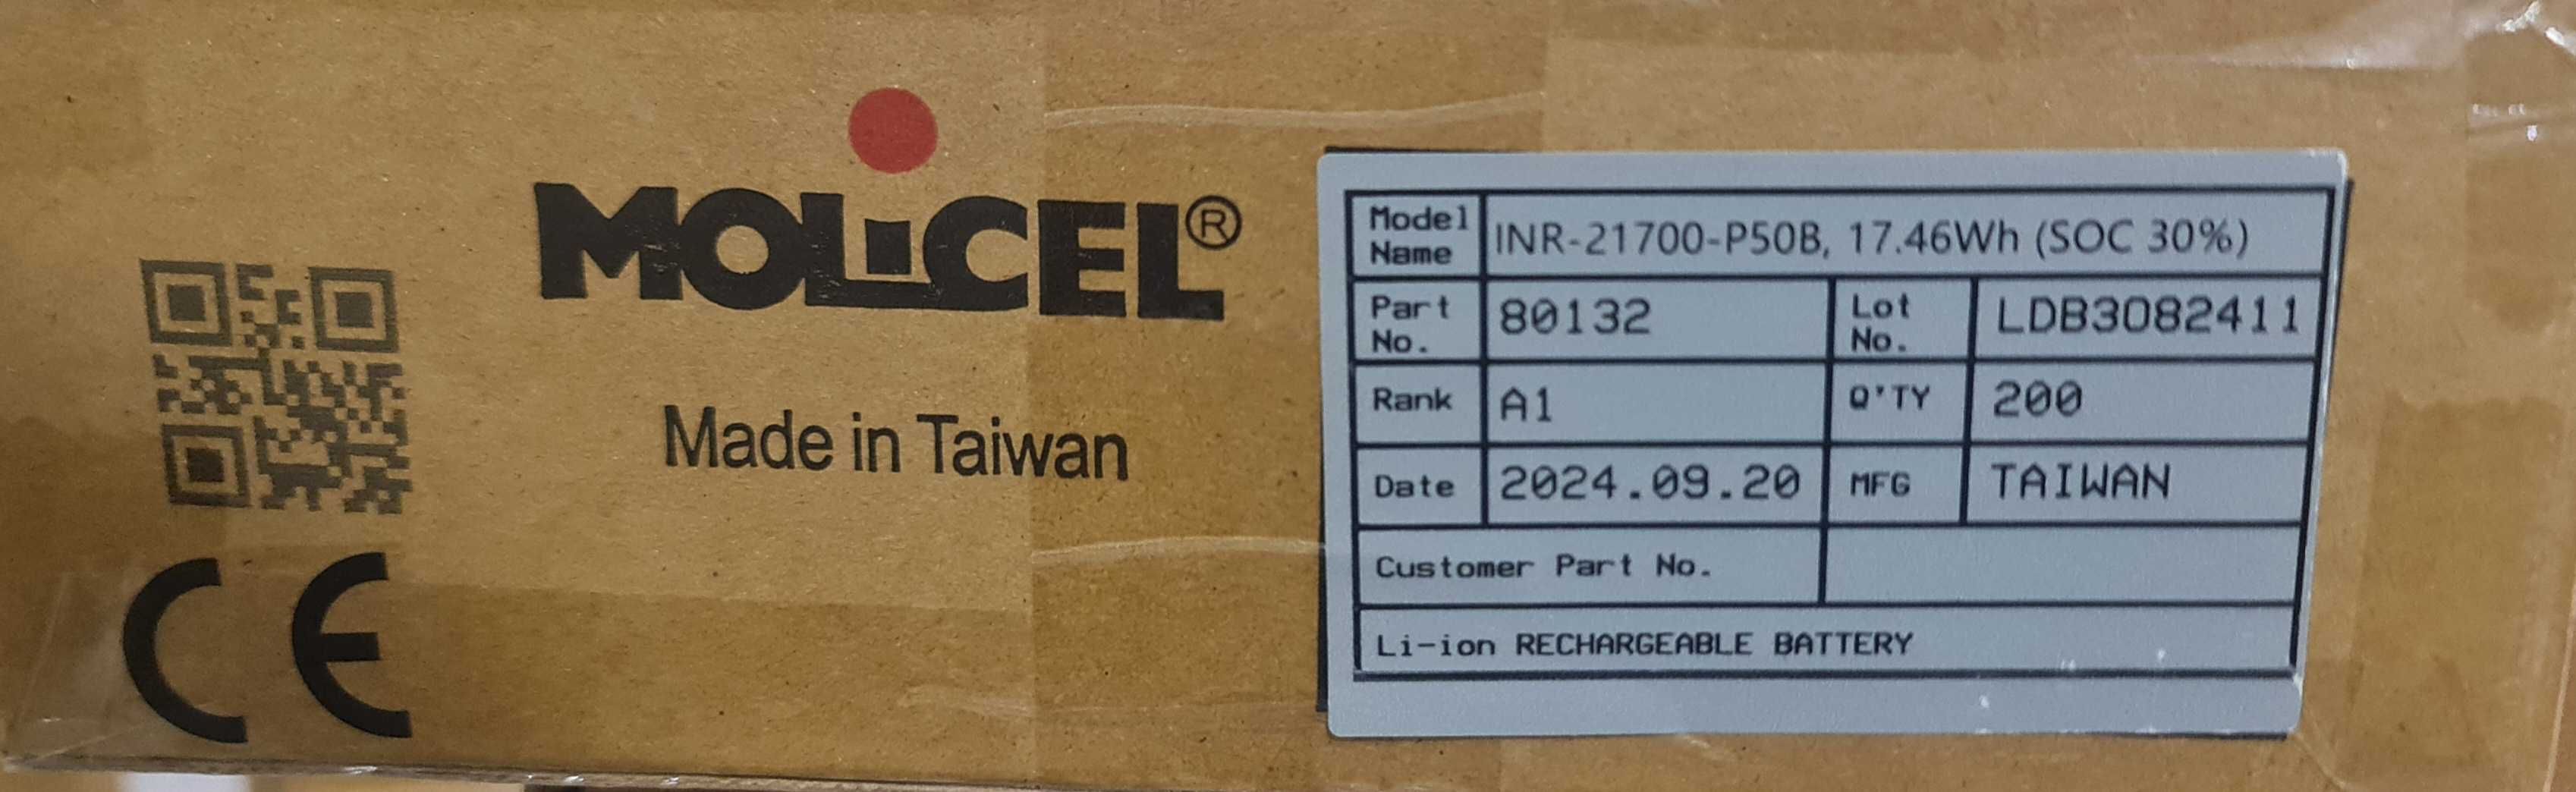 MOLiCEL®
Made in Taiwan
CE
Model Name INR-21700-P50B, 17.46Wh (SOC 30%)
Part No. 80132 Lot No. LDB3082411
Rank A1 Q'TY 200
Date 2024.09.20 MFG TAIWAN
Customer Part No.
Li-ion RECHARGEABLE BATTERY